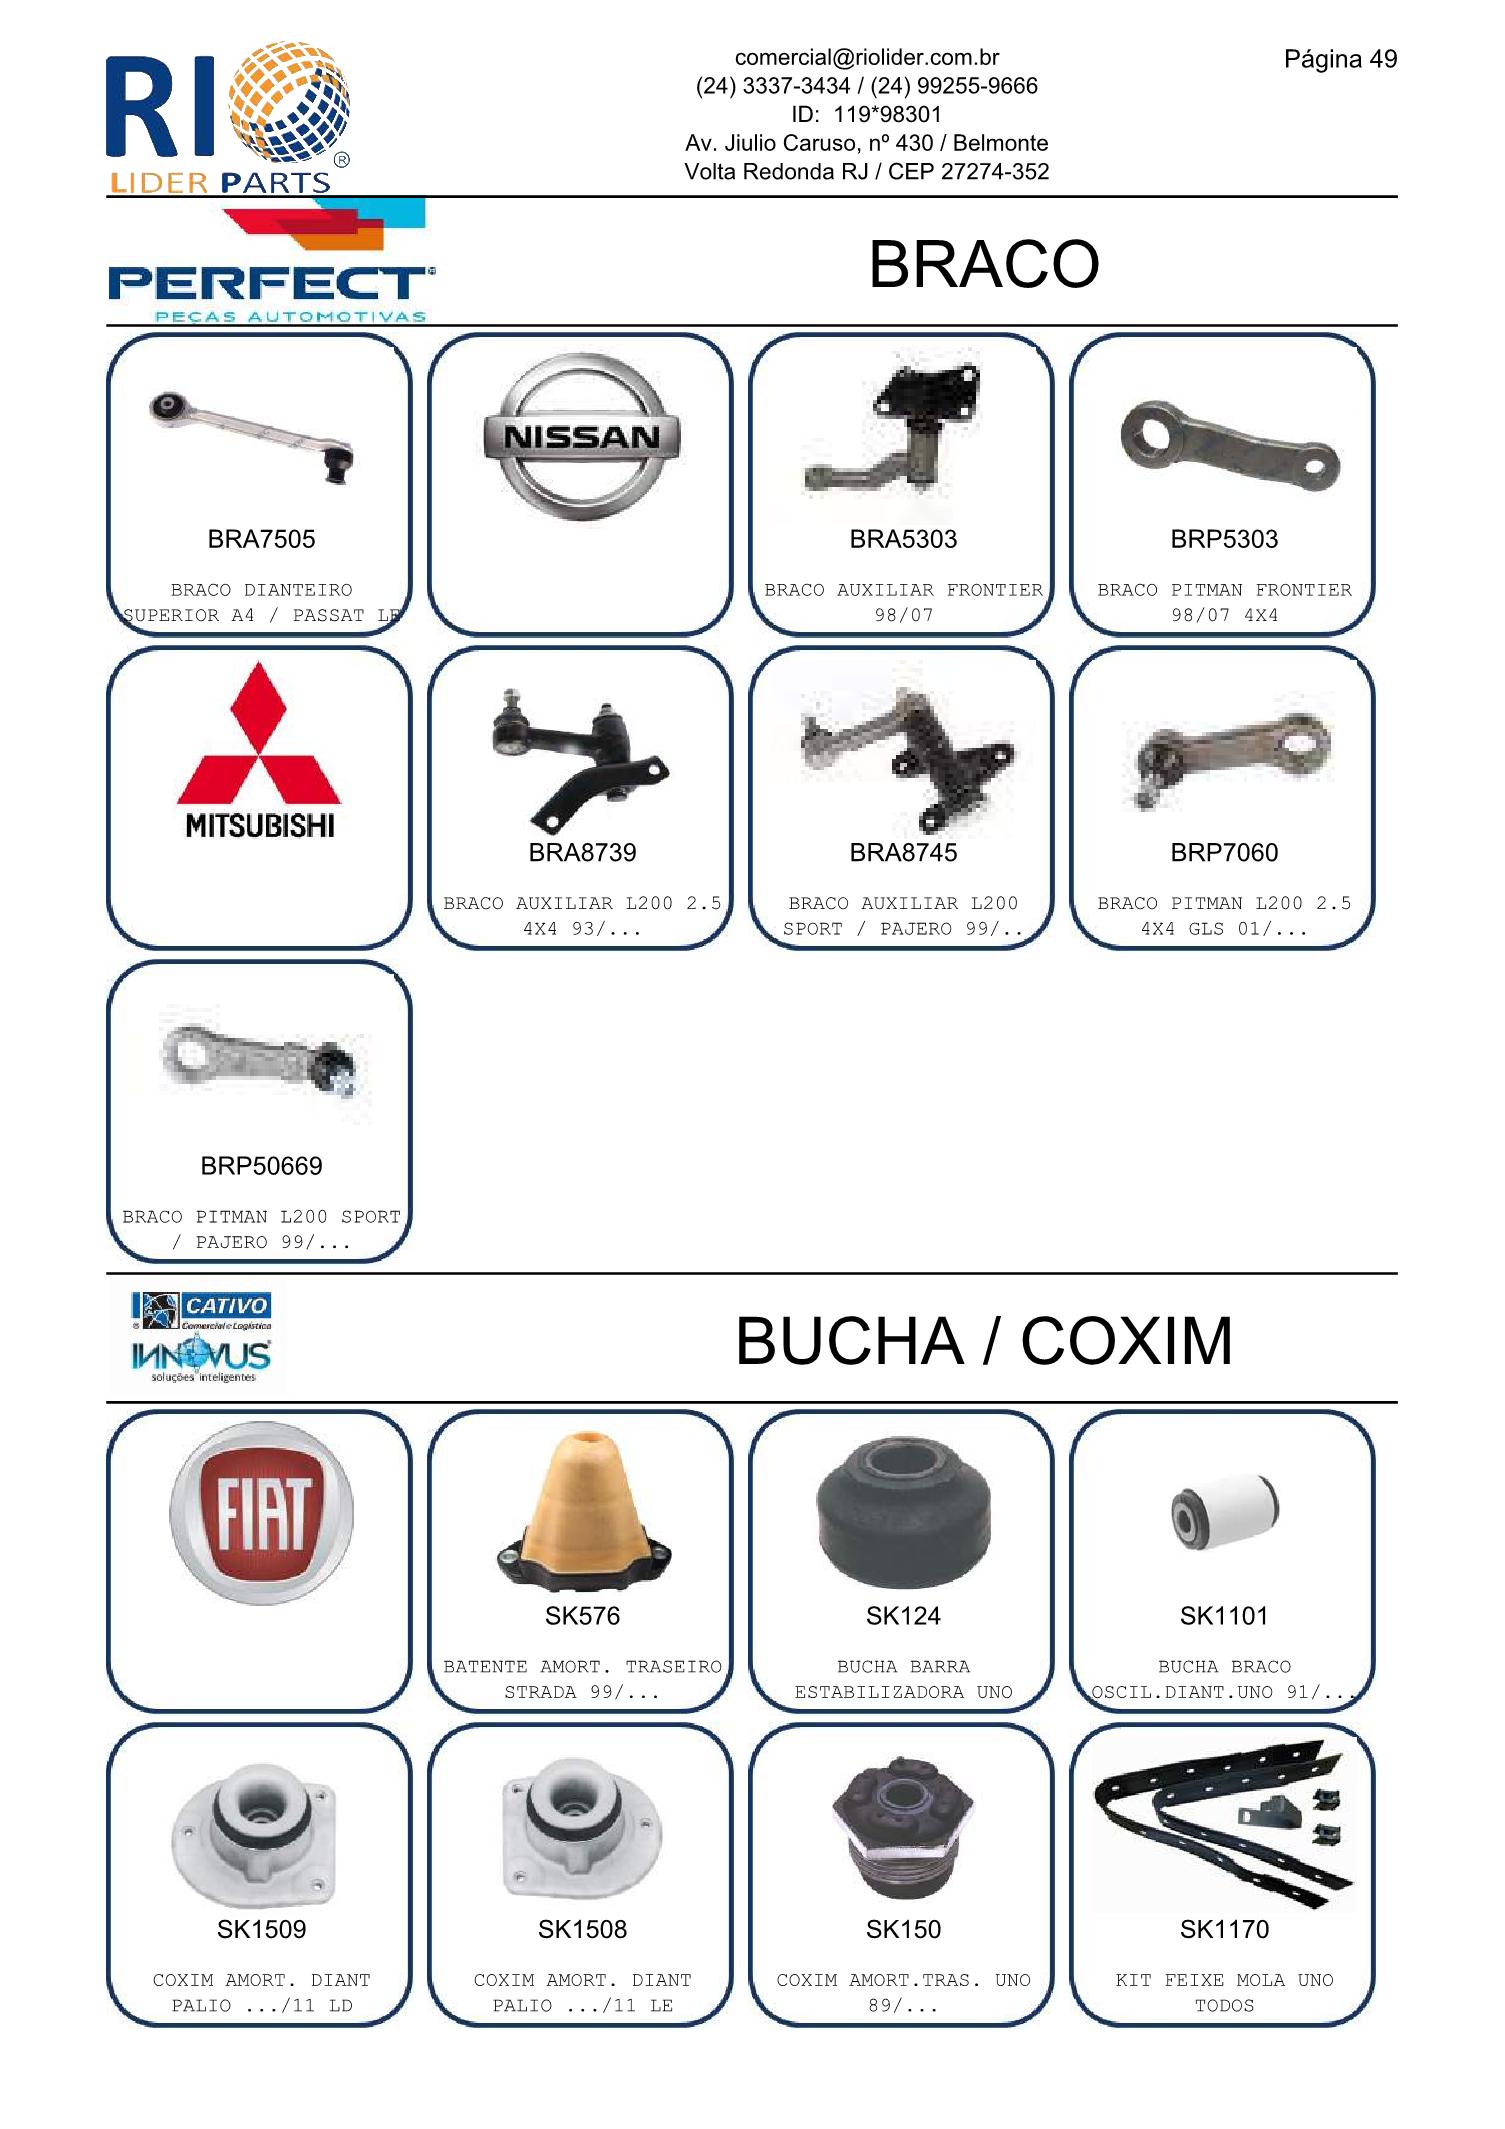 RIO
LIDER PARTS
®
comercial@riolider.com.br
(24) 3337-3434 / (24) 99255-9666
ID: 119*98301
Av. Jiulio Caruso, nº 430 / Belmonte
Volta Redonda RJ / CEP 27274-352
Página 49
PERFECT
PEÇAS AUTOMOTIVAS
BRACO
BRA7505
BRACO DIANTEIRO
SUPERIOR A4 / PASSAT LE
NISSAN
BRA5303
BRACO AUXILIAR FRONTIER
98/07
BRP5303
BRACO PITMAN FRONTIER
98/07 4X4
MITSUBISHI
BRA8739
BRACO AUXILIAR L200 2.5
4X4 93/...
BRA8745
BRACO AUXILIAR L200
SPORT / PAJERO 99/..
BRP7060
BRACO PITMAN L200 2.5
4X4 GLS 01/...
BRP50669
BRACO PITMAN L200 SPORT
/ PAJERO 99/...
CATIVO
Comercial e Logística
INNOVUS
soluções inteligentes
BUCHA / COXIM
FIAT
SK576
BATENTE AMORT. TRASEIRO
STRADA 99/...
SK124
BUCHA BARRA
ESTABILIZADORA UNO
SK1101
BUCHA BRACO
OSCIL.DIANT.UNO 91/...
SK1509
COXIM AMORT. DIANT
PALIO .../11 LD
SK1508
COXIM AMORT. DIANT
PALIO .../11 LE
SK150
COXIM AMORT.TRAS. UNO
89/...
SK1170
KIT FEIXE MOLA UNO
TODOS